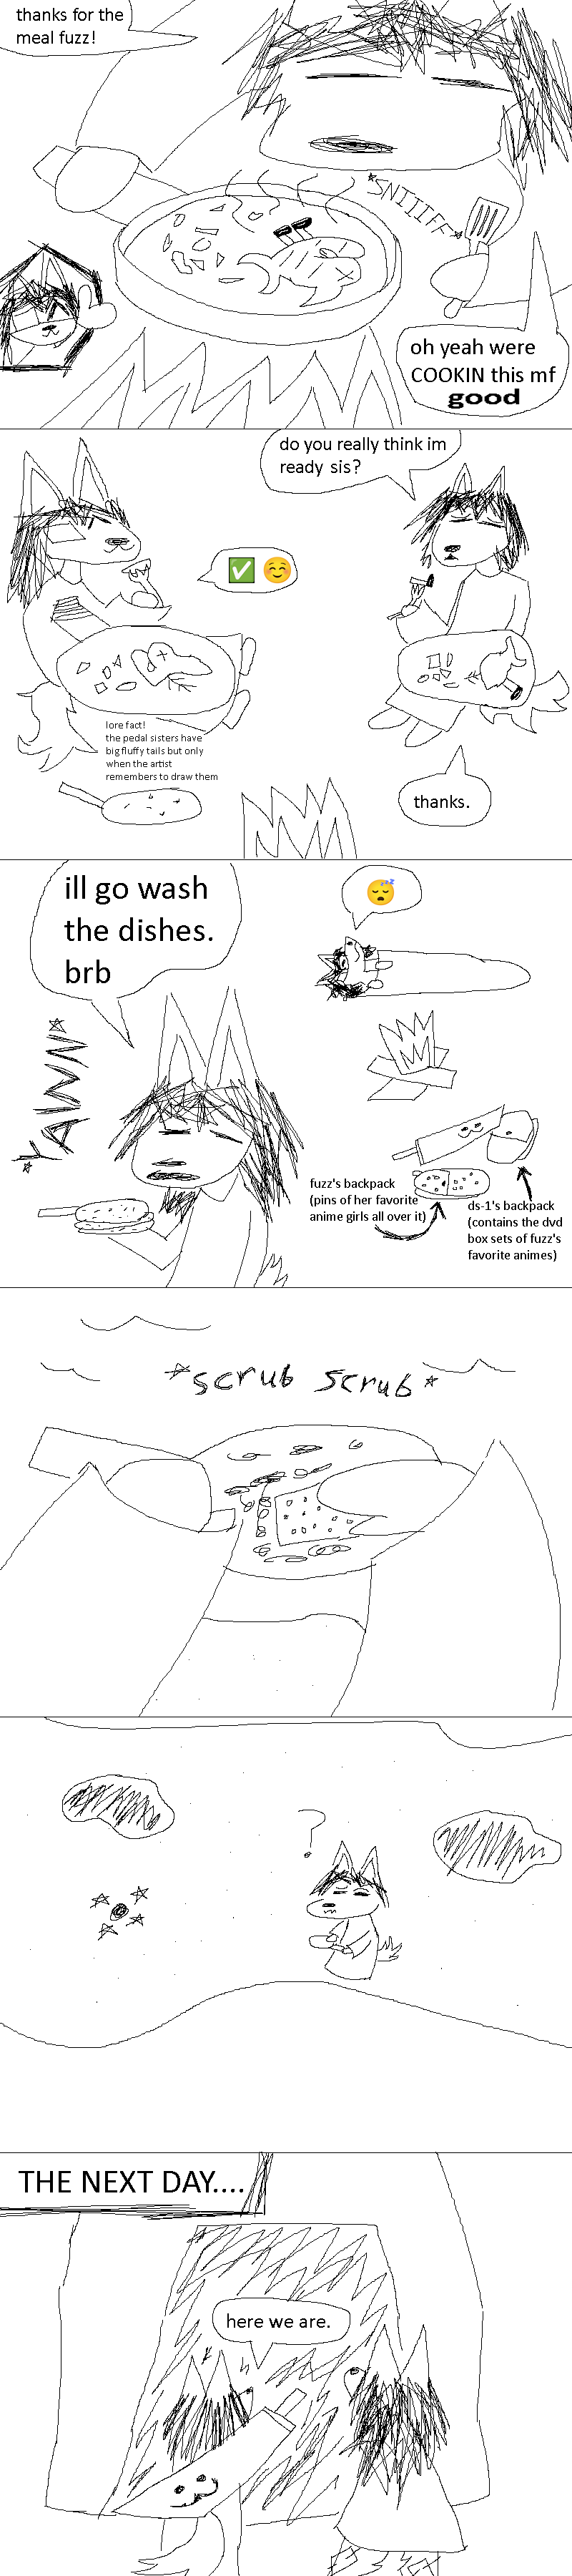 thanks for the
meal fuzz!
*SNIIIFF*
oh yeah were
COOKIN this mf
good
do you really think im
ready sis?
✅ ☺️
lore fact!
the pedal sisters have
big fluffy tails but only
when the artist
remembers to draw them
thanks.
ill go wash
the dishes.
brb
😴
*YAWN*
fuzz's backpack
(pins of her favorite
anime girls all over it)
ds-1's backpack
(contains the dvd
box sets of fuzz's
favorite animes)
*scrub scrub*
?
THE NEXT DAY....
here we are.